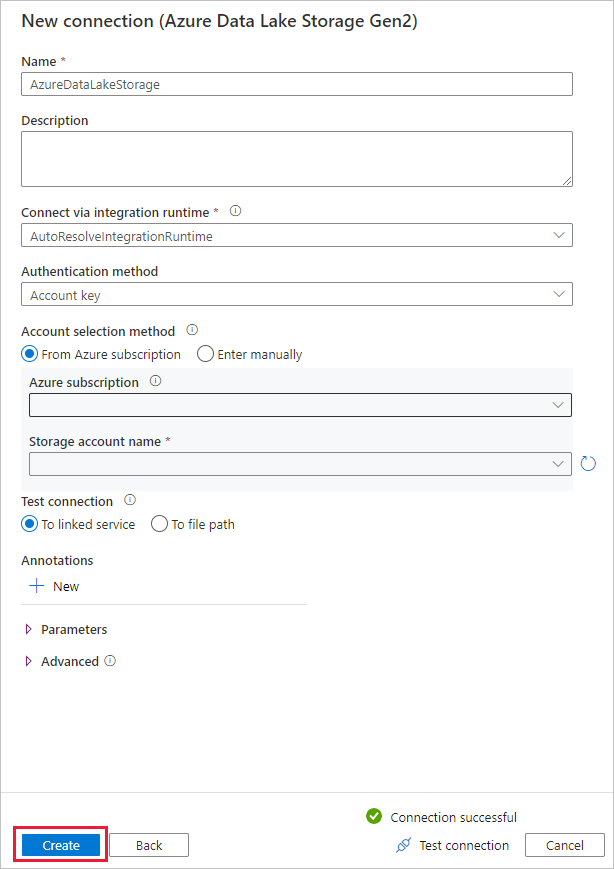 New connection (Azure Data Lake Storage Gen2)
Name *
AzureDataLakeStorage
Description
Connect via integration runtime *
AutoResolveIntegrationRuntime
Authentication method
Account key
Account selection method
From Azure subscription Enter manually
Azure subscription
Storage account name *
Test connection
To linked service To file path
Annotations
New
Parameters
Advanced
Connection successful
Create Back Test connection Cancel